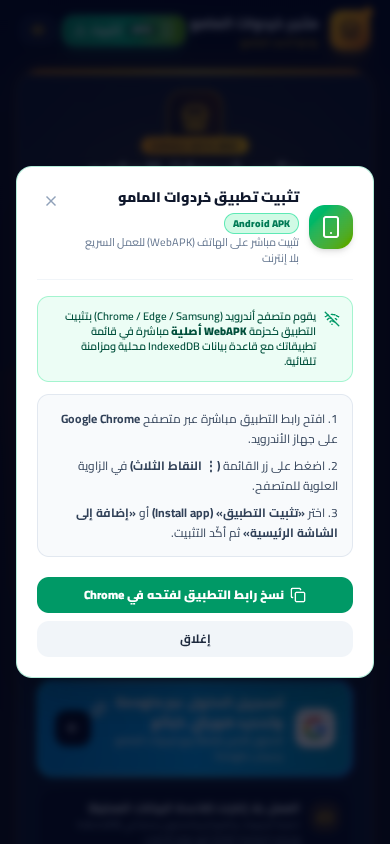 تثبيت تطبيق خردوات المامو
Android APK
تثبيت مباشر على الهاتف (WebAPK) للعمل السريع
بلا إنترنت
يقوم متصفح أندرويد (Chrome / Edge / Samsung) بتثبيت
التطبيق كحزمة WebAPK أصلية مباشرة في قائمة
تطبيقاتك مع قاعدة بيانات IndexedDB محلية ومزامنة
تلقائية.
1. افتح رابط التطبيق مباشرة عبر متصفح Google Chrome
على جهاز الأندرويد.
2. اضغط على زر القائمة (⋮ النقاط الثلاث) في الزاوية
العلوية للمتصفح.
3. اختر «تثبيت التطبيق» (Install app) أو «إضافة إلى
الشاشة الرئيسية» ثم أكّد التثبيت.
نسخ رابط التطبيق لفتحه في Chrome
إغلاق